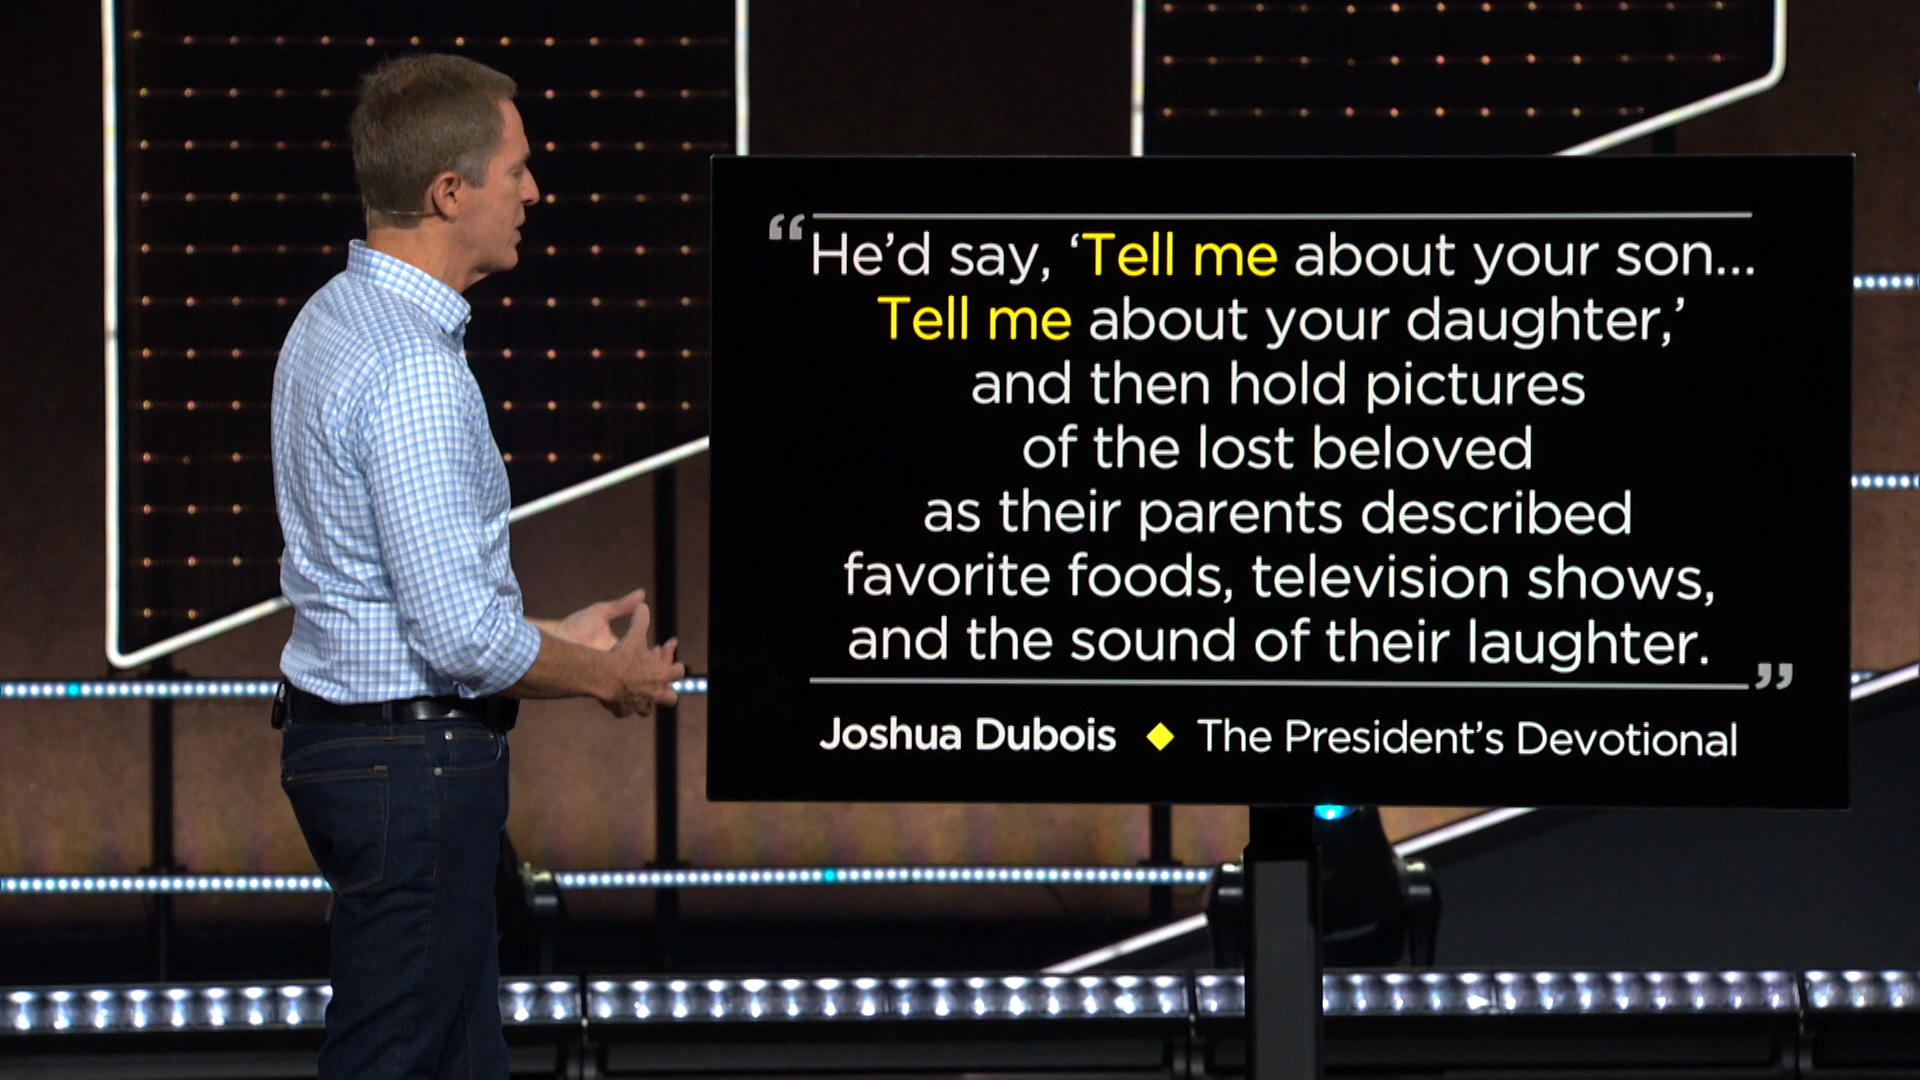 “He’d say, ‘Tell me about your son...
Tell me about your daughter,’
and then hold pictures
of the lost beloved
as their parents described
favorite foods, television shows,
and the sound of their laughter.”
Joshua Dubois ◆ The President’s Devotional